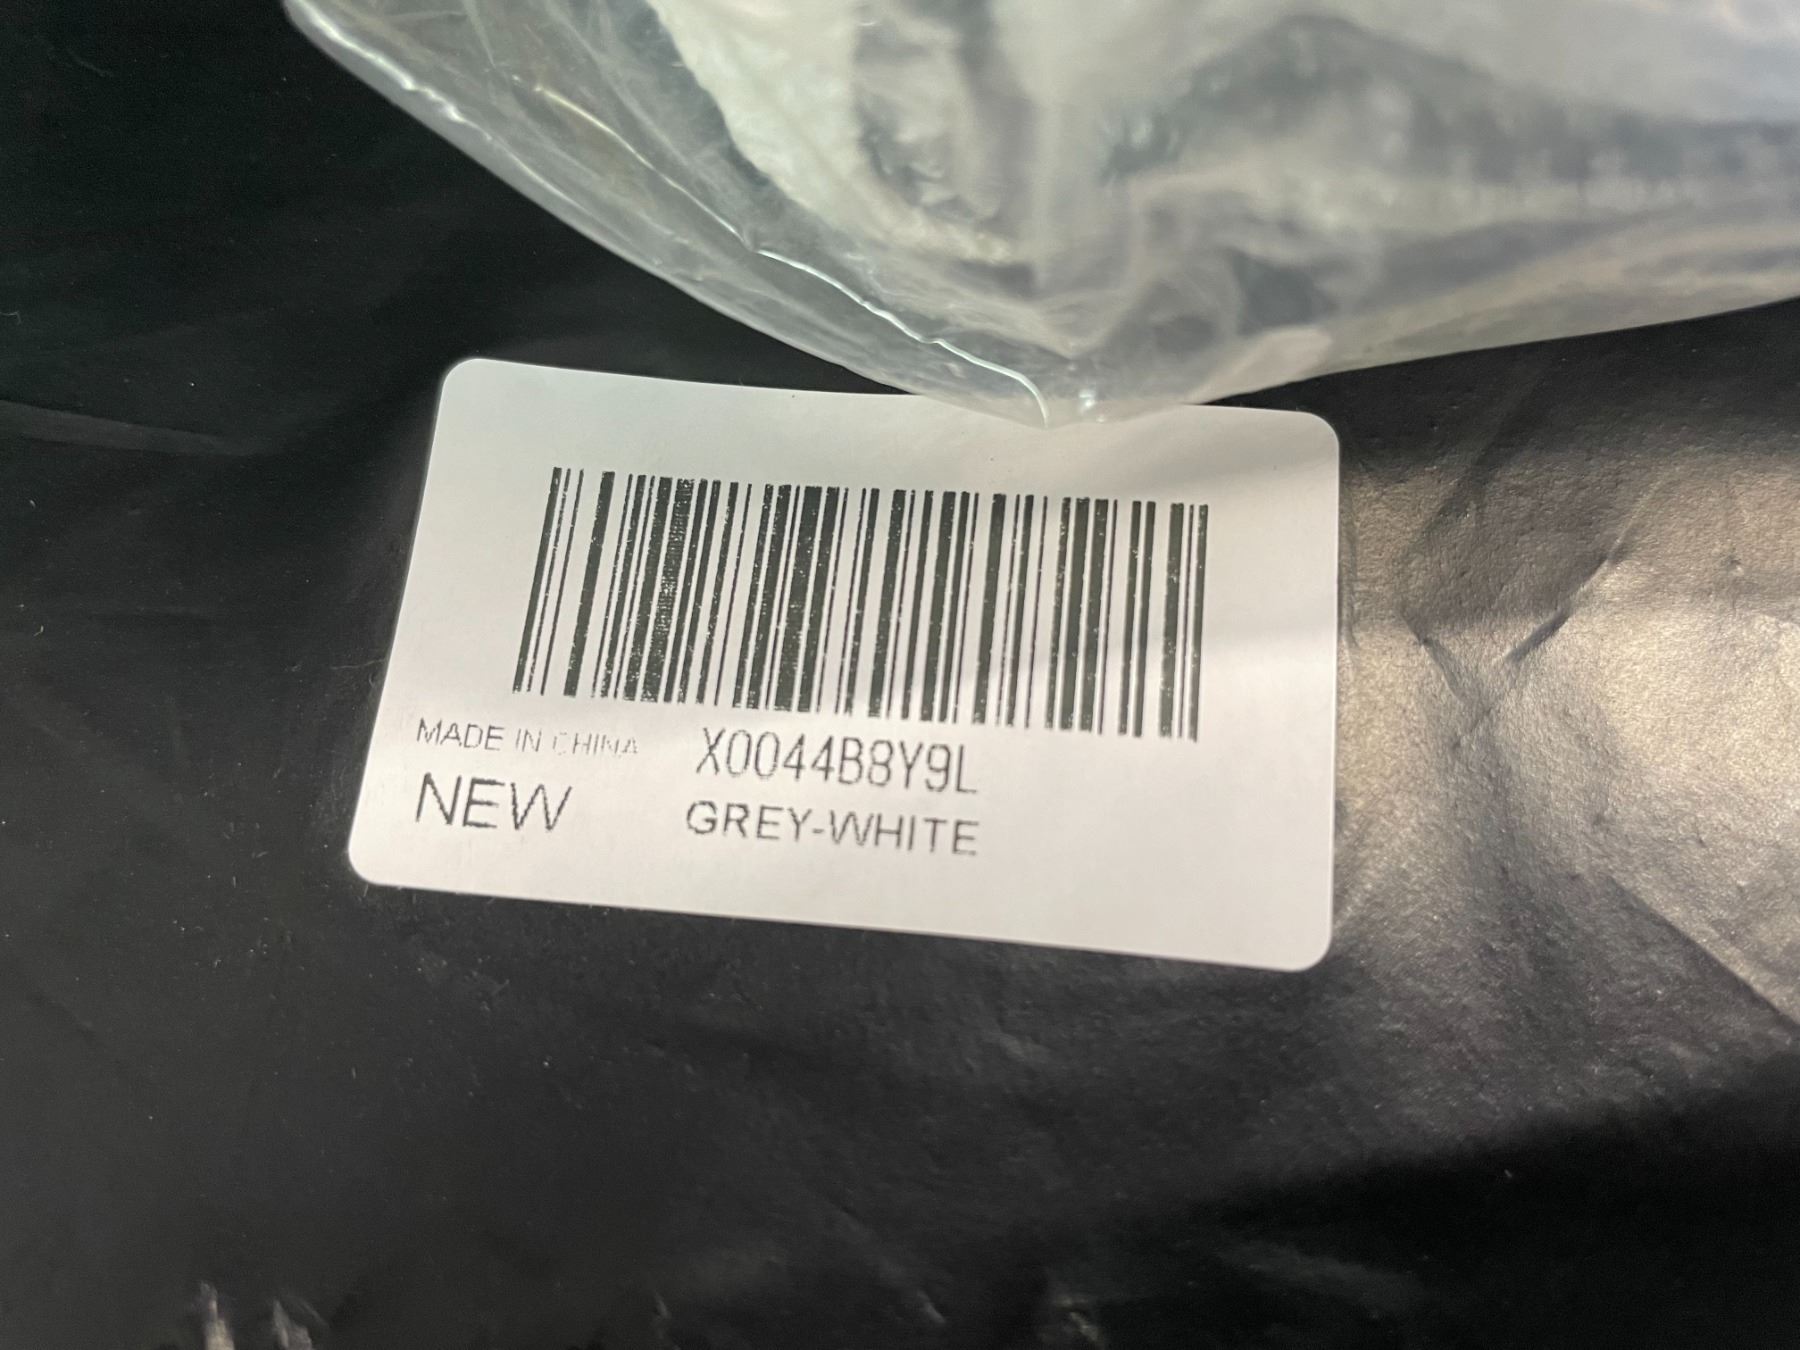 MADE IN CHINA
X0044B8Y9L
NEW
GREY-WHITE